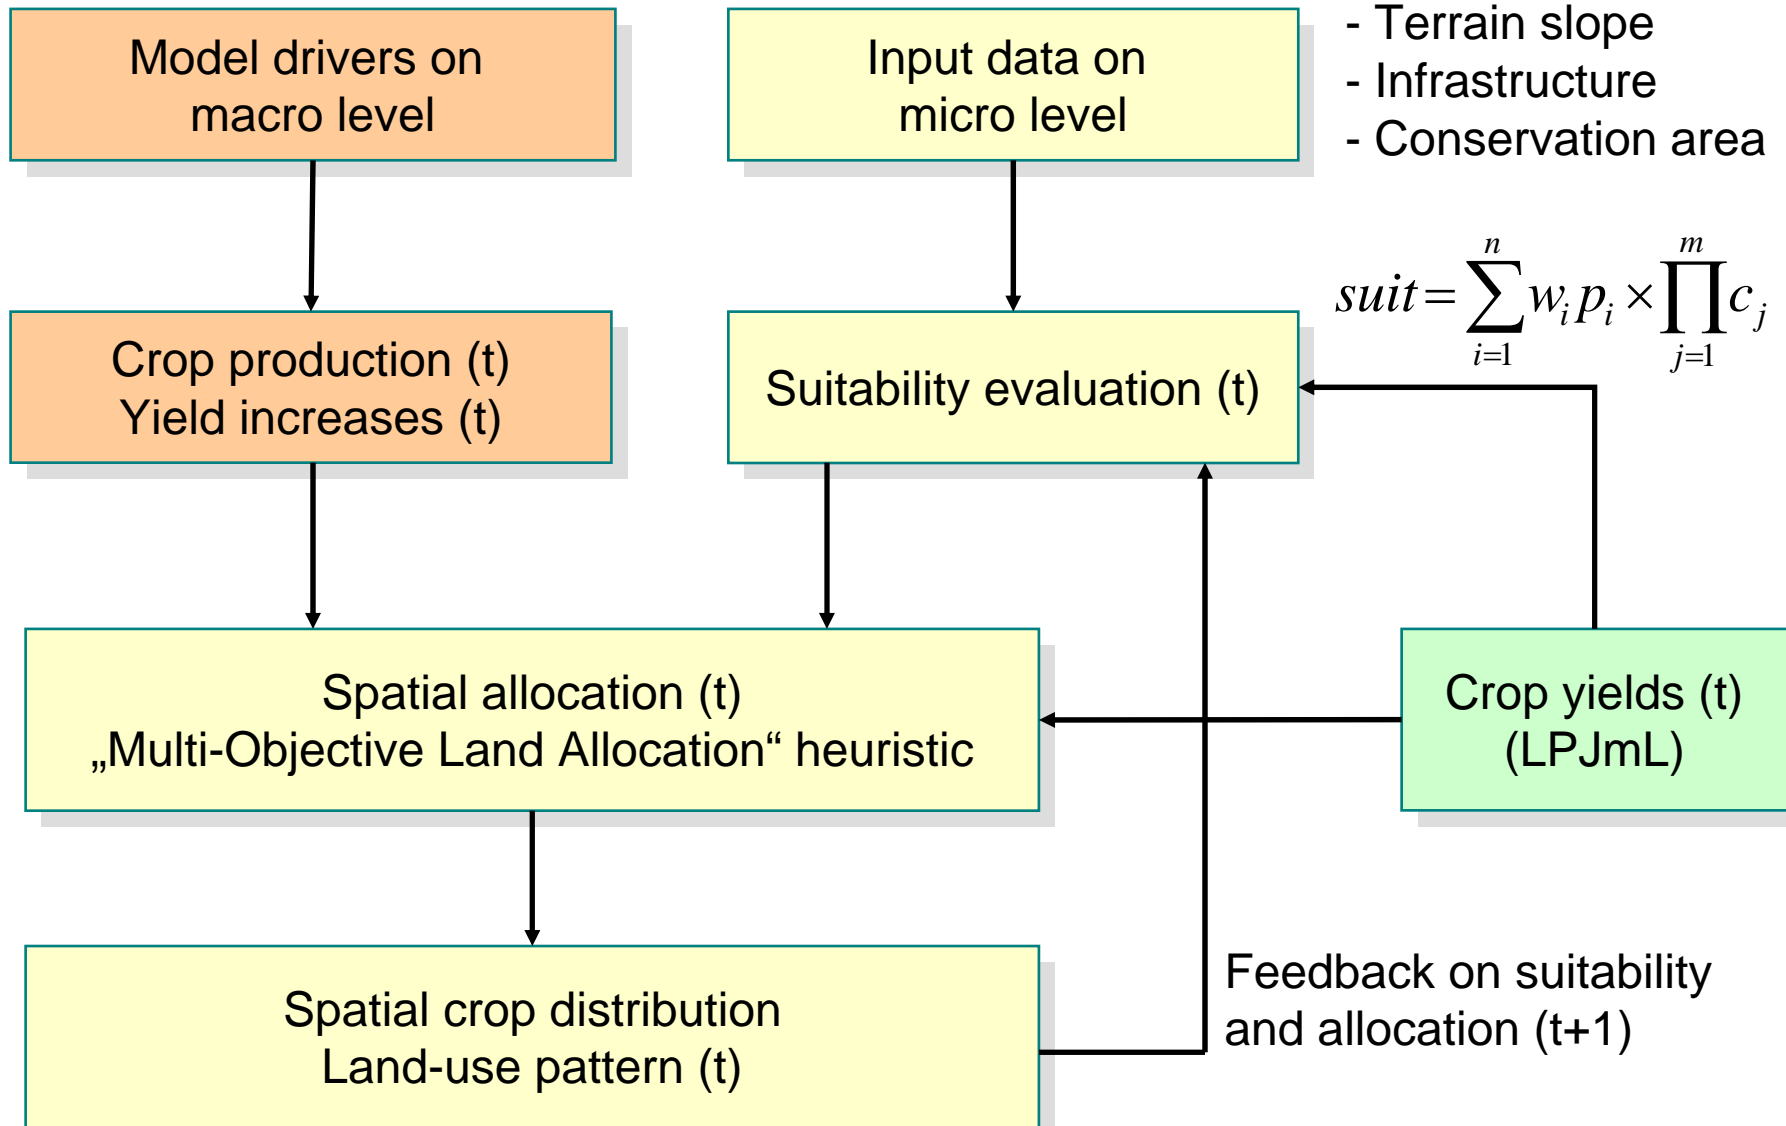 Model drivers on
macro level
Input data on
micro level
- Terrain slope
- Infrastructure
- Conservation area
suit = \sum_{i=1}^{n} w_i p_i × \prod_{j=1}^{m} c_j
Crop production (t)
Yield increases (t)
Suitability evaluation (t)
Spatial allocation (t)
„Multi-Objective Land Allocation“ heuristic
Crop yields (t)
(LPJmL)
Spatial crop distribution
Land-use pattern (t)
Feedback on suitability
and allocation (t+1)